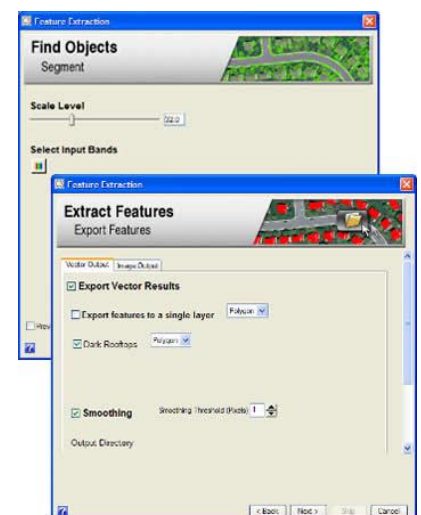 Feature Extraction
Find Objects
Segment
Scale Level
Select Input Bands
Feature Extraction
Extract Features
Export Features
Vector Output Image Output
Export Vector Results
Export features to a single layer Polygon
Dark Rooftops Polygon
Smoothing Smoothing Threshold (Pixels) 1
Output Directory
Prev
< Back Next > Skip Cancel